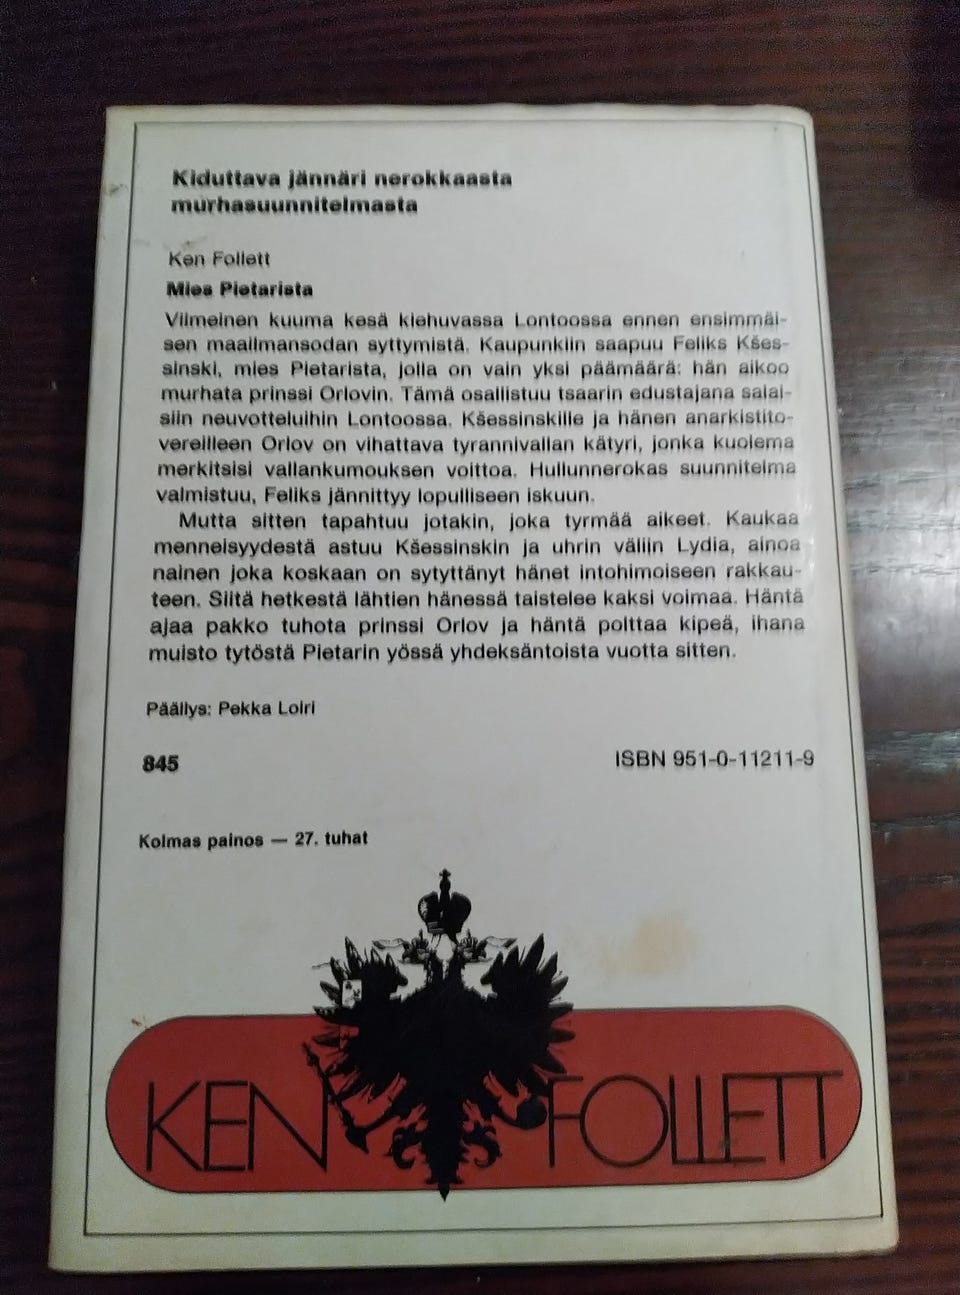 Kiduttava jännäri nerokkaasta
murhasuunnitelmasta
Ken Follett
Mies Pietarista
Viimeinen kuuma kesä kiehuvassa Lontoossa ennen ensimmäi-
sen maailmansodan syttymistä. Kaupunkiin saapuu Feliks Kšes-
sinski, mies Pietarista, jolla on vain yksi päämäärä: hän aikoo
murhata prinssi Orlovin. Tämä osallistuu tsaarin edustajana salai-
siin neuvotteluihin Lontoossa. Kšessinskille ja hänen anarkistito-
vereilleen Orlov on vihattava tyrannivallan kätyri, jonka kuolema
merkitsisi vallankumouksen voittoa. Hullunnerokas suunnitelma
valmistuu, Feliks jännittyy lopulliseen iskuun.
Mutta sitten tapahtuu jotakin, joka tyrmää aikeet. Kaukaa
menneisyydestä astuu Kšessinskin ja uhrin väliin Lydia, ainoa
nainen joka koskaan on sytyttänyt hänet intohimoiseen rakkau-
teen. Siitä hetkestä lähtien hänessä taistelee kaksi voimaa. Häntä
ajaa pakko tuhota prinssi Orlov ja häntä polttaa kipeä, ihana
muisto tytöstä Pietarin yössä yhdeksäntoista vuotta sitten.
Päällys: Pekka Loiri
845 ISBN 951-0-11211-9
Kolmas painos — 27. tuhat
KEN FOLLETT